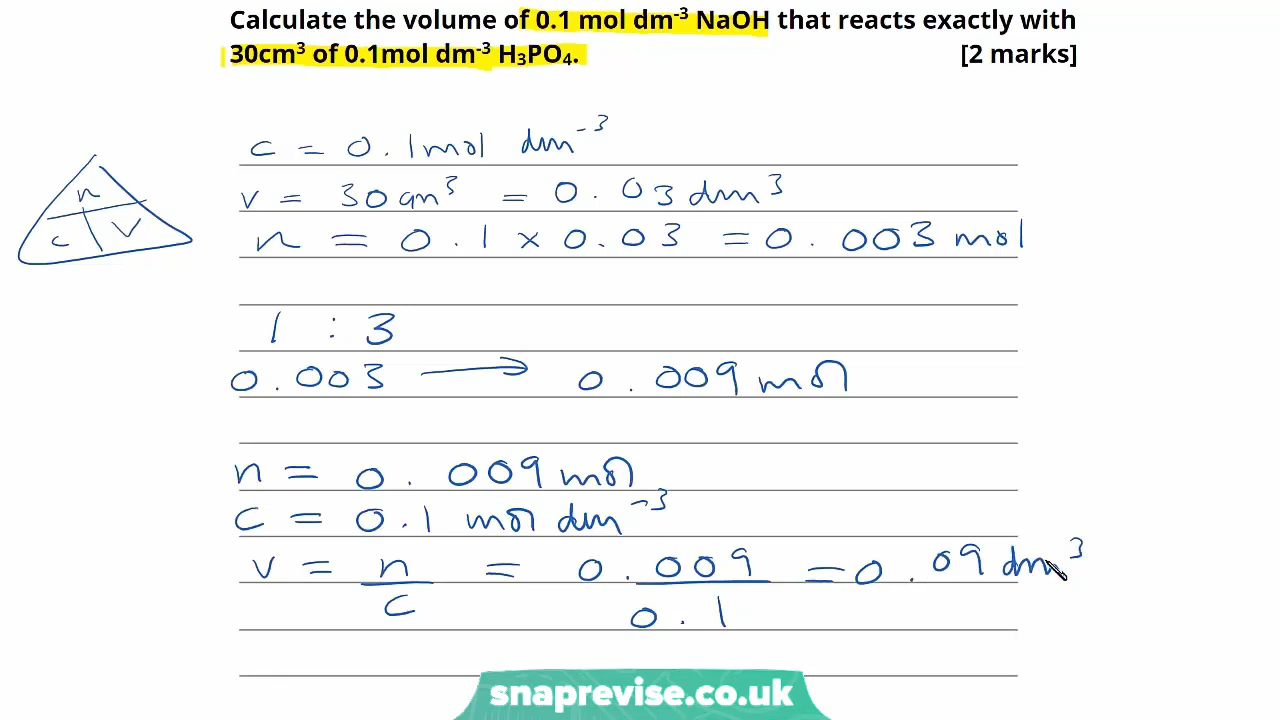 Calculate the volume of 0.1 mol dm⁻³ NaOH that reacts exactly with
30cm³ of 0.1mol dm⁻³ H₃PO₄. [2 marks]
c = 0.1mol dm⁻³
v = 30cm³ = 0.03dm³
n
c v
n = 0.1 × 0.03 = 0.003 mol
1 : 3
0.003 → 0.009 mol
n = 0.009 mol
c = 0.1 mol dm⁻³
v = n/c = 0.009/0.1 = 0.09 dm³
snaprevise.co.uk